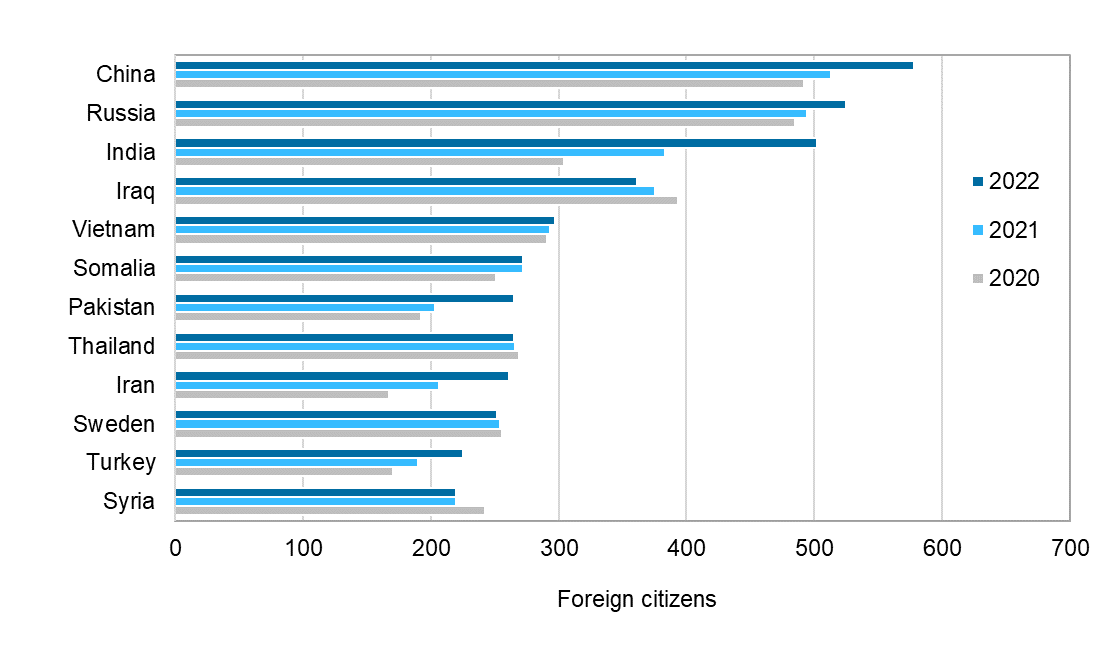 China
Russia
India
Iraq
Vietnam
Somalia
Pakistan
Thailand
Iran
Sweden
Turkey
Syria
2022
2021
2020
0 100 200 300 400 500 600 700
Foreign citizens